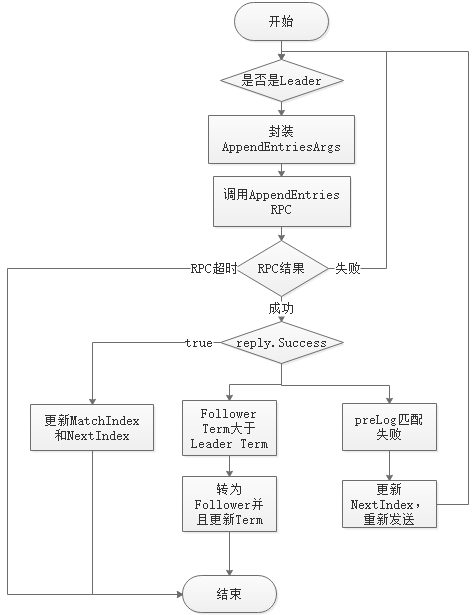 开始
是否是Leader
封装
AppendEntriesArgs
调用AppendEntries
RPC
RPC超时
RPC结果
失败
成功
true
reply.Success
更新MatchIndex
和NextIndex
Follower
Term大于
Leader Term
preLog匹配
失败
转为
Follower并
且更新Term
更新
NextIndex,
重新发送
结束